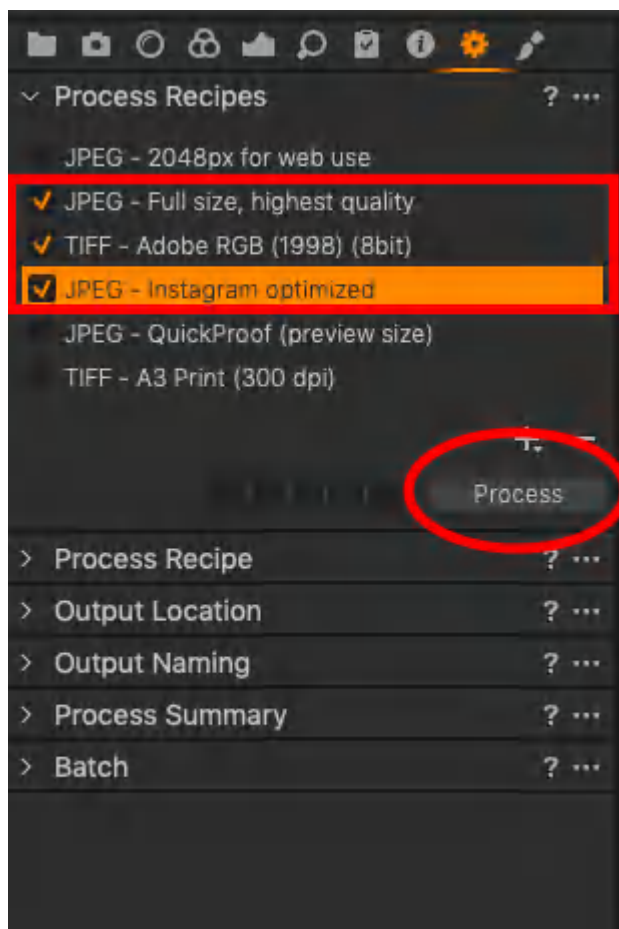 Process Recipes ? ...
JPEG - 2048px for web use
JPEG - Full size, highest quality
TIFF - Adobe RGB (1998) (8bit)
JPEG - Instagram optimized
JPEG - QuickProof (preview size)
TIFF - A3 Print (300 dpi)
Process
Process Recipe ? ...
Output Location ? ...
Output Naming ? ...
Process Summary ? ...
Batch ? ...